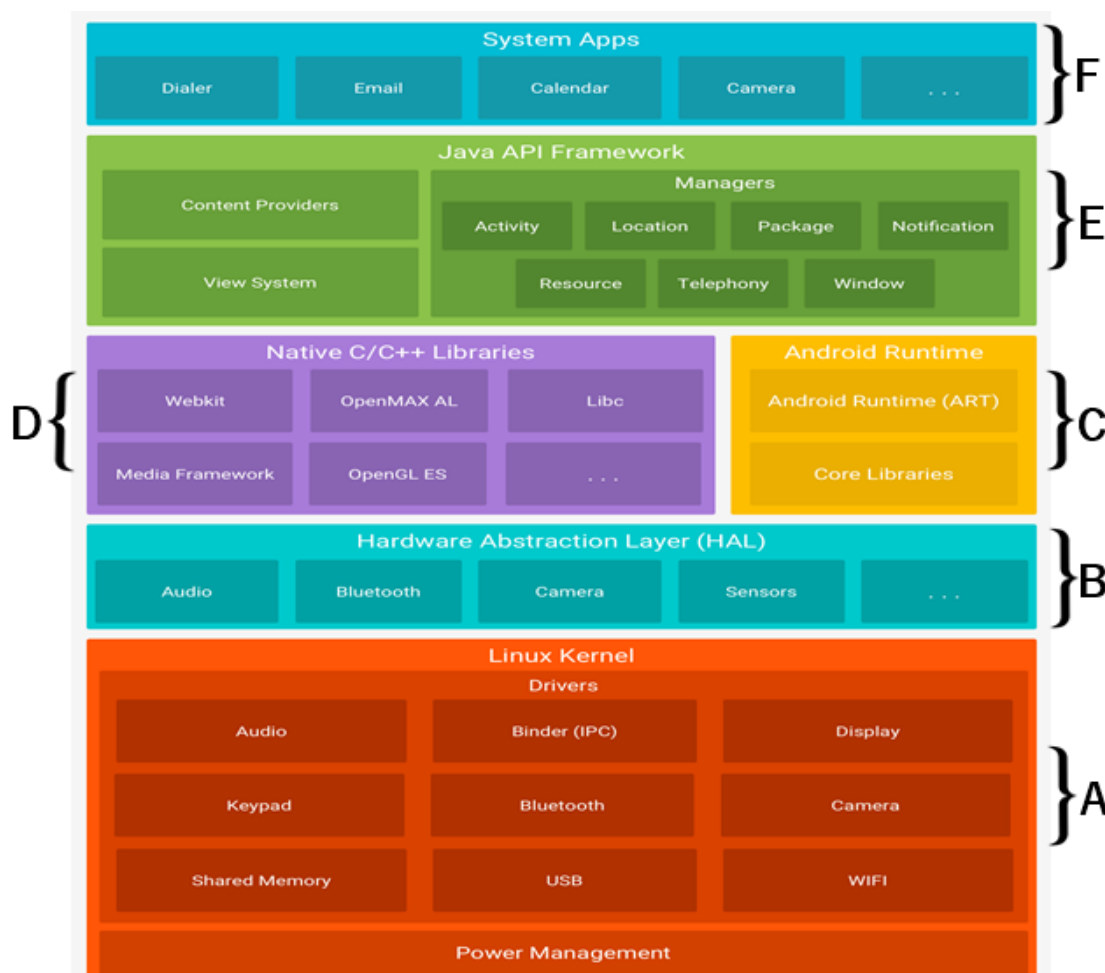 System Apps
Dialer Email Calendar Camera . . .
F
Java API Framework
Content Providers
View System
Managers
Activity Location Package Notification
Resource Telephony Window
E
D
Native C/C++ Libraries
Webkit OpenMAX AL Libc
Media Framework OpenGL ES . . .
Android Runtime
Android Runtime (ART)
Core Libraries
C
Hardware Abstraction Layer (HAL)
Audio Bluetooth Camera Sensors . . .
B
Linux Kernel
Drivers
Audio Binder (IPC) Display
Keypad Bluetooth Camera
Shared Memory USB WIFI
A
Power Management